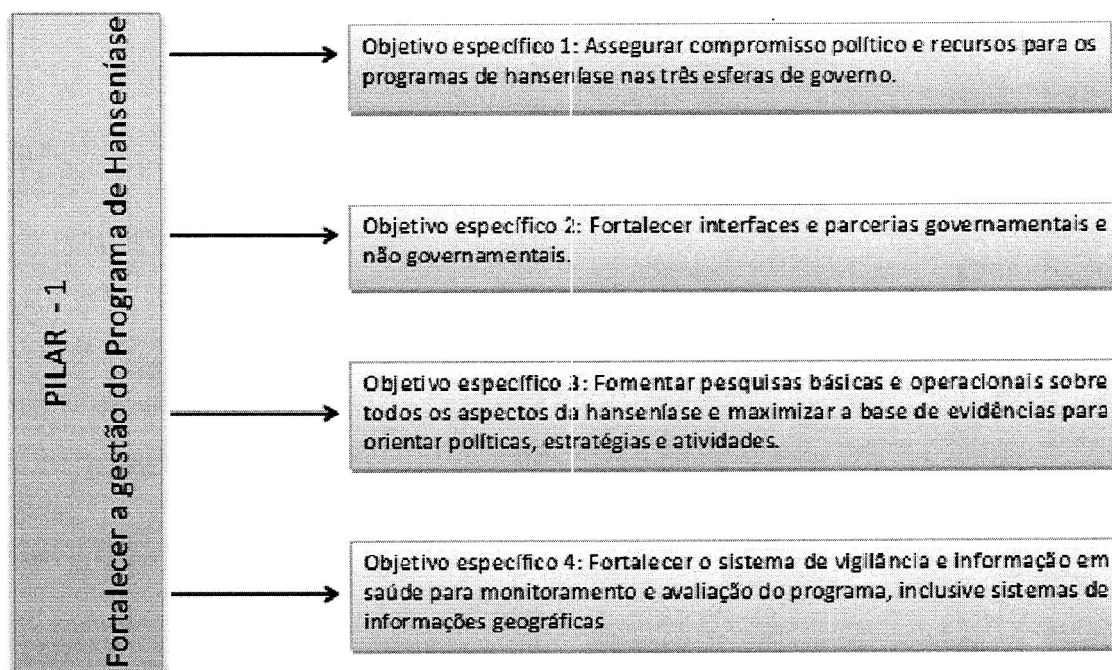 PILAR - 1
Fortalecer a gestão do Programa de Hanseníase
Objetivo específico 1: Assegurar compromisso político e recursos para os
programas de hanseníase nas três esferas de governo.
Objetivo específico 2: Fortalecer interfaces e parcerias governamentais e
não governamentais.
Objetivo específico 3: Fomentar pesquisas básicas e operacionais sobre
todos os aspectos da hanseníase e maximizar a base de evidências para
orientar políticas, estratégias e atividades.
Objetivo específico 4: Fortalecer o sistema de vigilância e informação em
saúde para monitoramento e avaliação do programa, inclusive sistemas de
informações geográficas